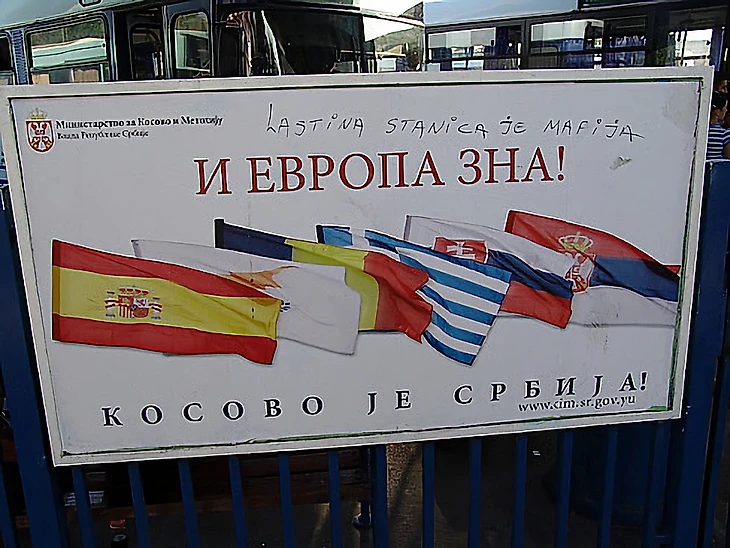 Министарство за Косово и Метохију
Влада Републике Србије
LASTINA STANICA JE MAFIJA
И ЕВРОПА ЗНА!
КОСОВО ЈЕ СРБИЈА!
www.kim.sr.gov.yu